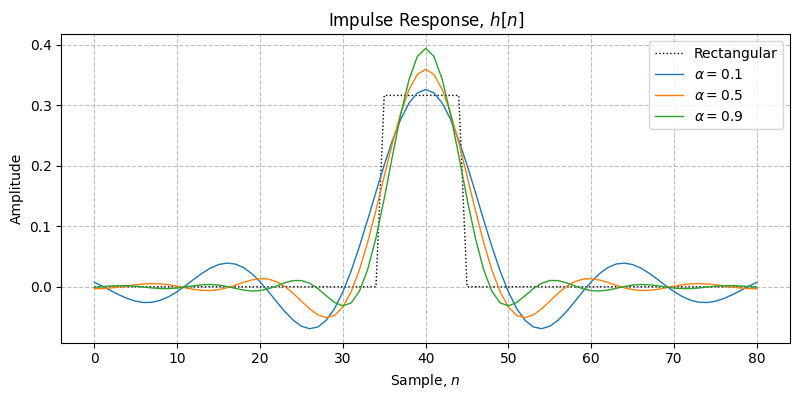 Impulse Response, h[n]
Rectangular
α = 0.1
α = 0.5
α = 0.9
Amplitude
0.4
0.3
0.2
0.1
0.0
0 10 20 30 40 50 60 70 80
Sample, n